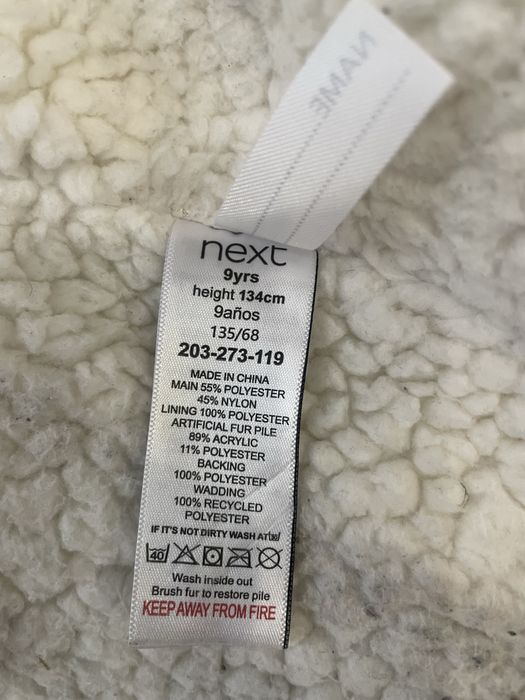 NAME
next
9yrs
height 134cm
9años
135/68
203-273-119
MADE IN CHINA
MAIN 55% POLYESTER
45% NYLON
LINING 100% POLYESTER
ARTIFICIAL FUR PILE
89% ACRYLIC
11% POLYESTER
BACKING
100% POLYESTER
WADDING
100% RECYCLED
POLYESTER
IF IT'S NOT DIRTY WASH AT 30
40
Wash inside out
Brush fur to restore pile
KEEP AWAY FROM FIRE